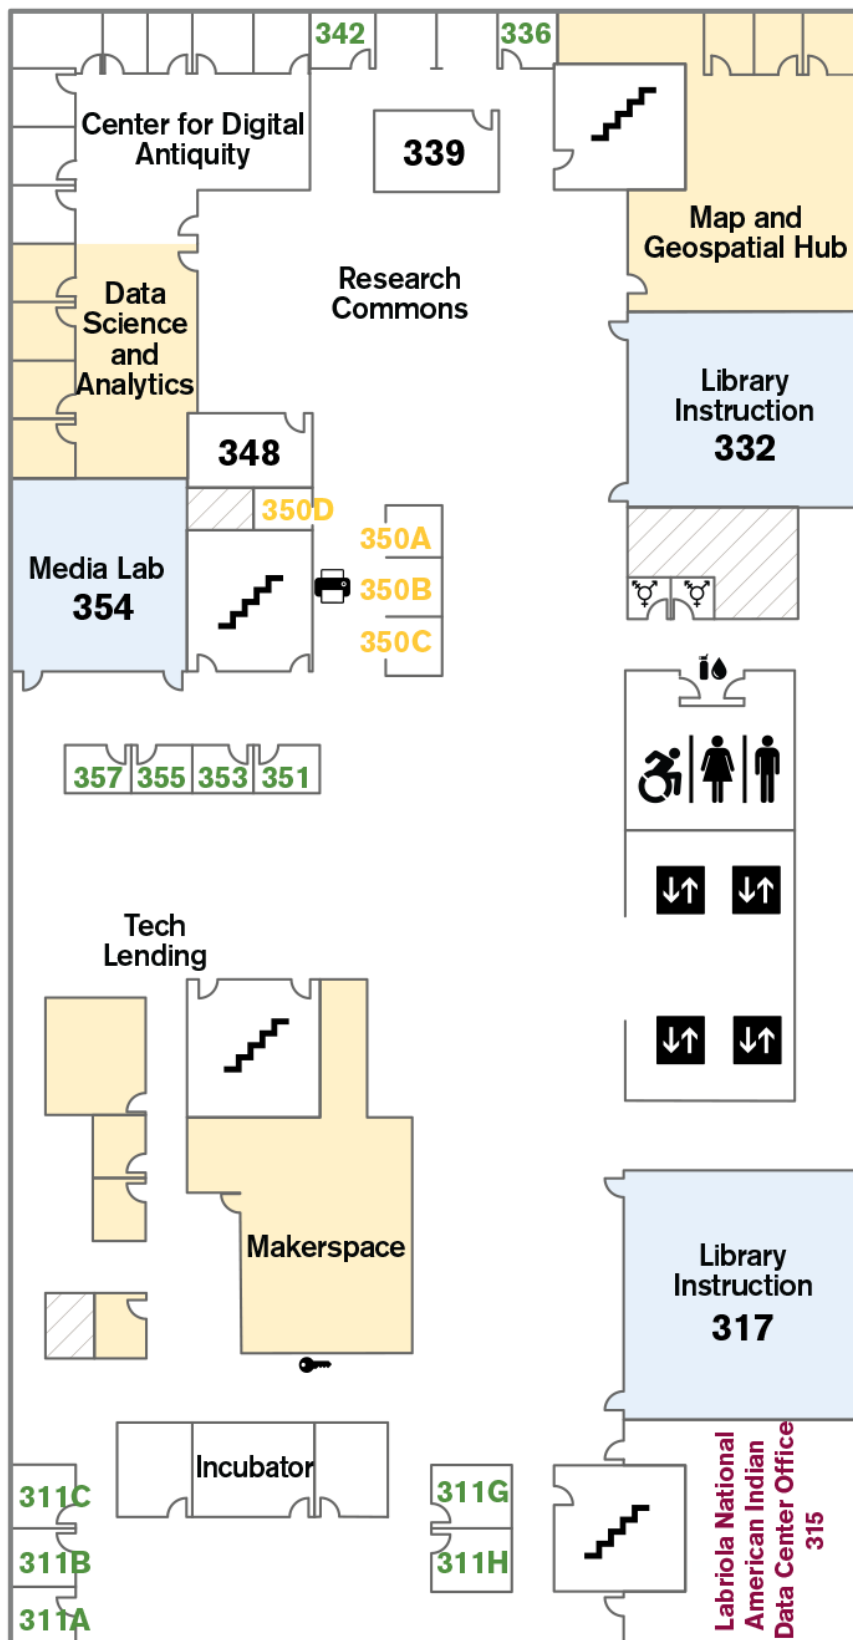 342
336
Center for Digital
Antiquity
339
Map and
Geospatial Hub
Research
Commons
Data
Science
and
Analytics
Library
Instruction
332
348
350D
350A
Media Lab
354
350B
350C
357
355
353
351
Tech
Lending
Makerspace
Library
Instruction
317
Incubator
311C
311G
311B
311H
311A
Labriola National
American Indian
Data Center Office
315